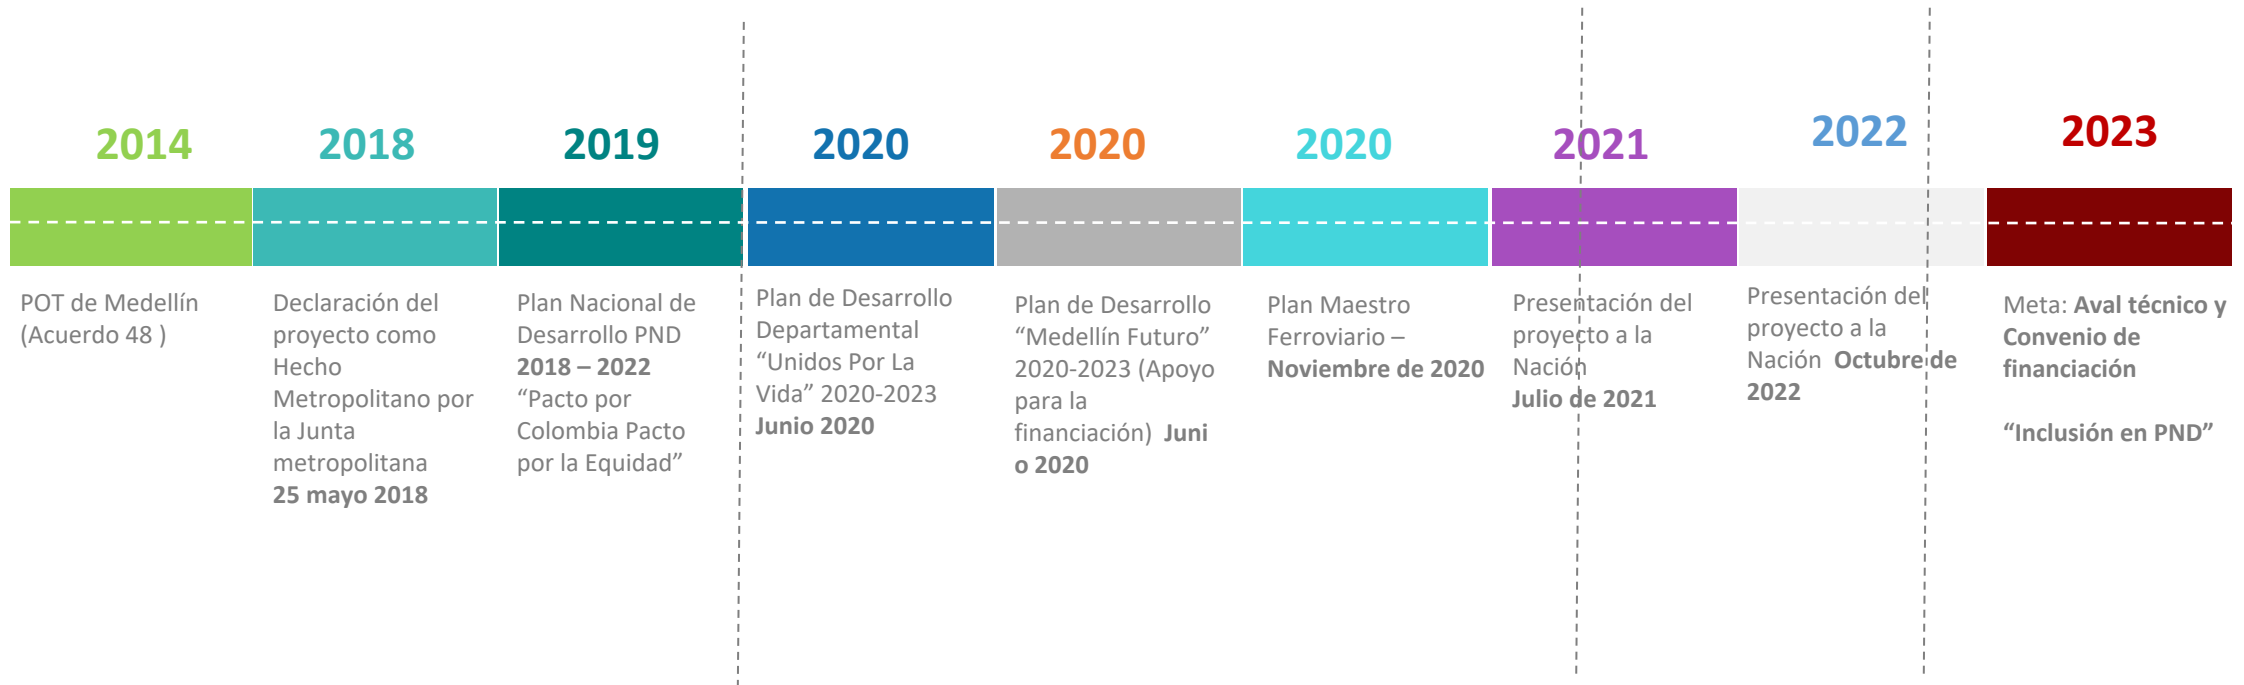 2014
POT de Medellín
(Acuerdo 48 )
2018
Declaración del
proyecto como
Hecho
Metropolitano por
la Junta
metropolitana
25 mayo 2018
2019
Plan Nacional de
Desarrollo PND
2018 – 2022
“Pacto por
Colombia Pacto
por la Equidad”
2020
Plan de Desarrollo
Departamental
“Unidos Por La
Vida” 2020-2023
Junio 2020
2020
Plan de Desarrollo
“Medellín Futuro”
2020-2023 (Apoyo
para la
financiación) Juni
o 2020
2020
Plan Maestro
Ferroviario –
Noviembre de 2020
2021
Presentación del
proyecto a la
Nación
Julio de 2021
2022
Presentación del
proyecto a la
Nación Octubre de
2022
2023
Meta: Aval técnico y
Convenio de
financiación
“Inclusión en PND”